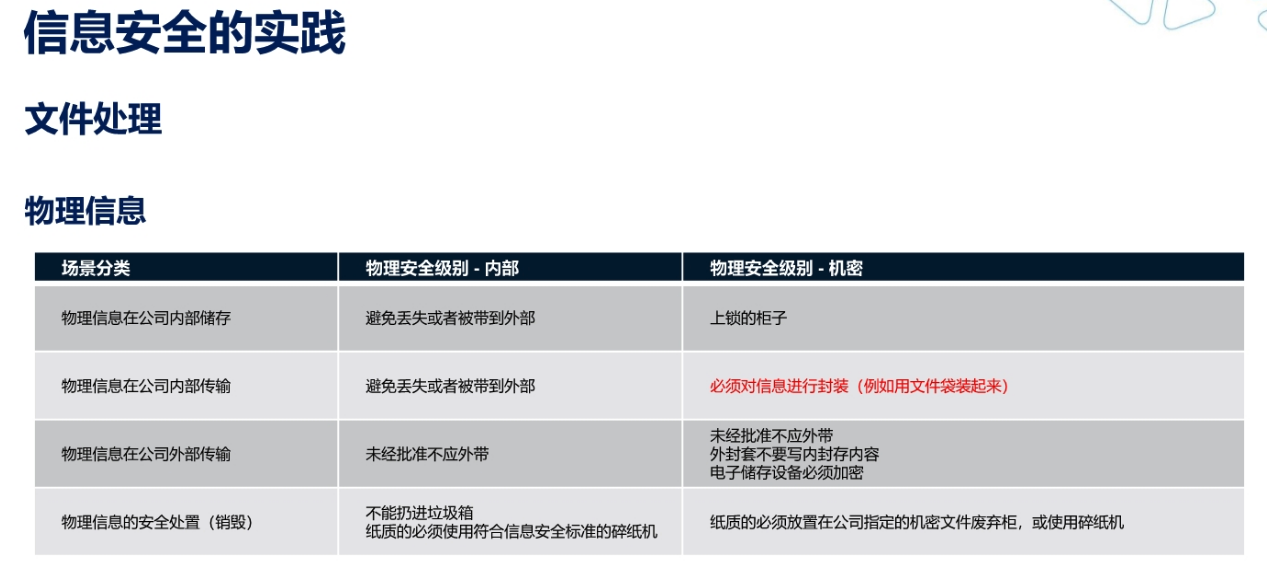 信息安全的实践
文件处理
物理信息
场景分类
物理安全级别 - 内部
物理安全级别 - 机密
物理信息在公司内部储存
避免丢失或者被带到外部
上锁的柜子
物理信息在公司内部传输
避免丢失或者被带到外部
必须对信息进行封装（例如用文件袋装起来）
物理信息在公司外部传输
未经批准不应外带
未经批准不应外带
外封套不要写内封存内容
电子储存设备必须加密
物理信息的安全处置（销毁）
不能扔进垃圾箱
纸质的必须使用符合信息安全标准的碎纸机
纸质的必须放置在公司指定的机密文件废弃柜，或使用碎纸机